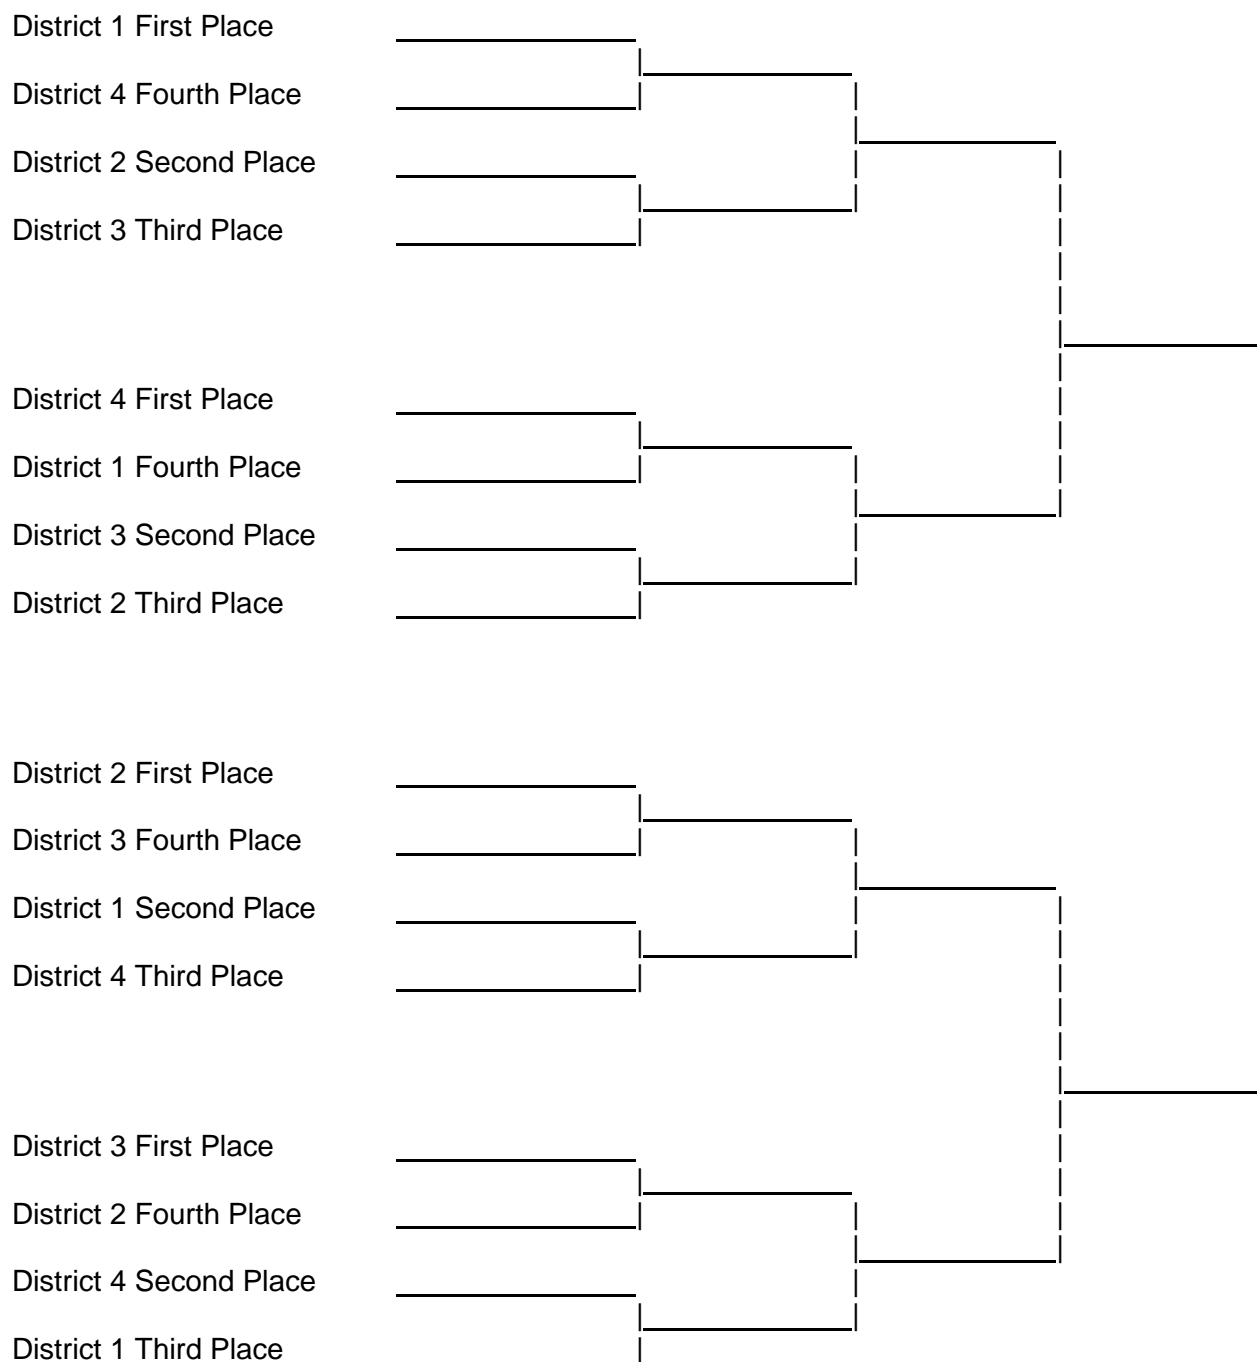 District 1 First Place
District 4 Fourth Place
District 2 Second Place
District 3 Third Place
District 4 First Place
District 1 Fourth Place
District 3 Second Place
District 2 Third Place
District 2 First Place
District 3 Fourth Place
District 1 Second Place
District 4 Third Place
District 3 First Place
District 2 Fourth Place
District 4 Second Place
District 1 Third Place